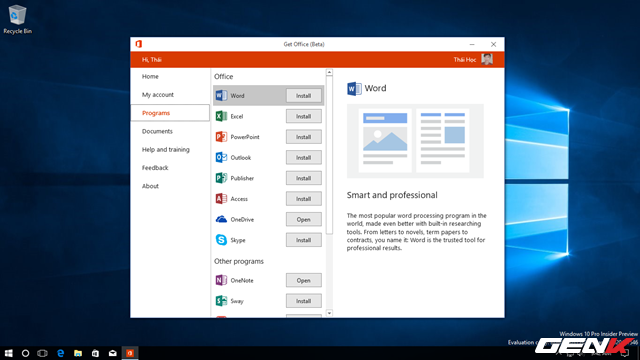 Recycle Bin
Get Office (Beta)
Hi, Thái
Thái Học
Home
My account
Programs
Documents
Help and training
Feedback
About
Office
Word Install
Excel Install
PowerPoint Install
Outlook Install
Publisher Install
Access Install
OneDrive Open
Skype Install
Other programs
OneNote Open
Sway Install
Word
Smart and professional
The most popular word processing program in the
world, made even better with built-in researching
tools. From letters to novels, term papers to
contracts, you name it: Word is the trusted tool for
professional results.
Windows 10 Pro Insider Preview
Evaluation
GENK